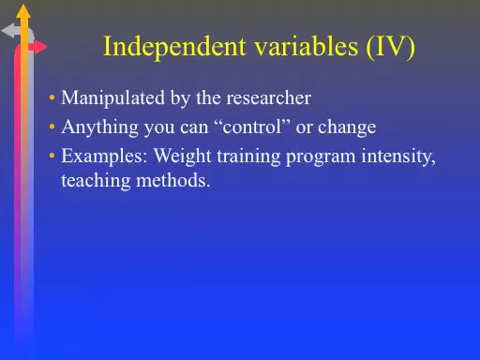 Independent variables (IV)
• Manipulated by the researcher
• Anything you can “control” or change
• Examples: Weight training program intensity,
teaching methods.